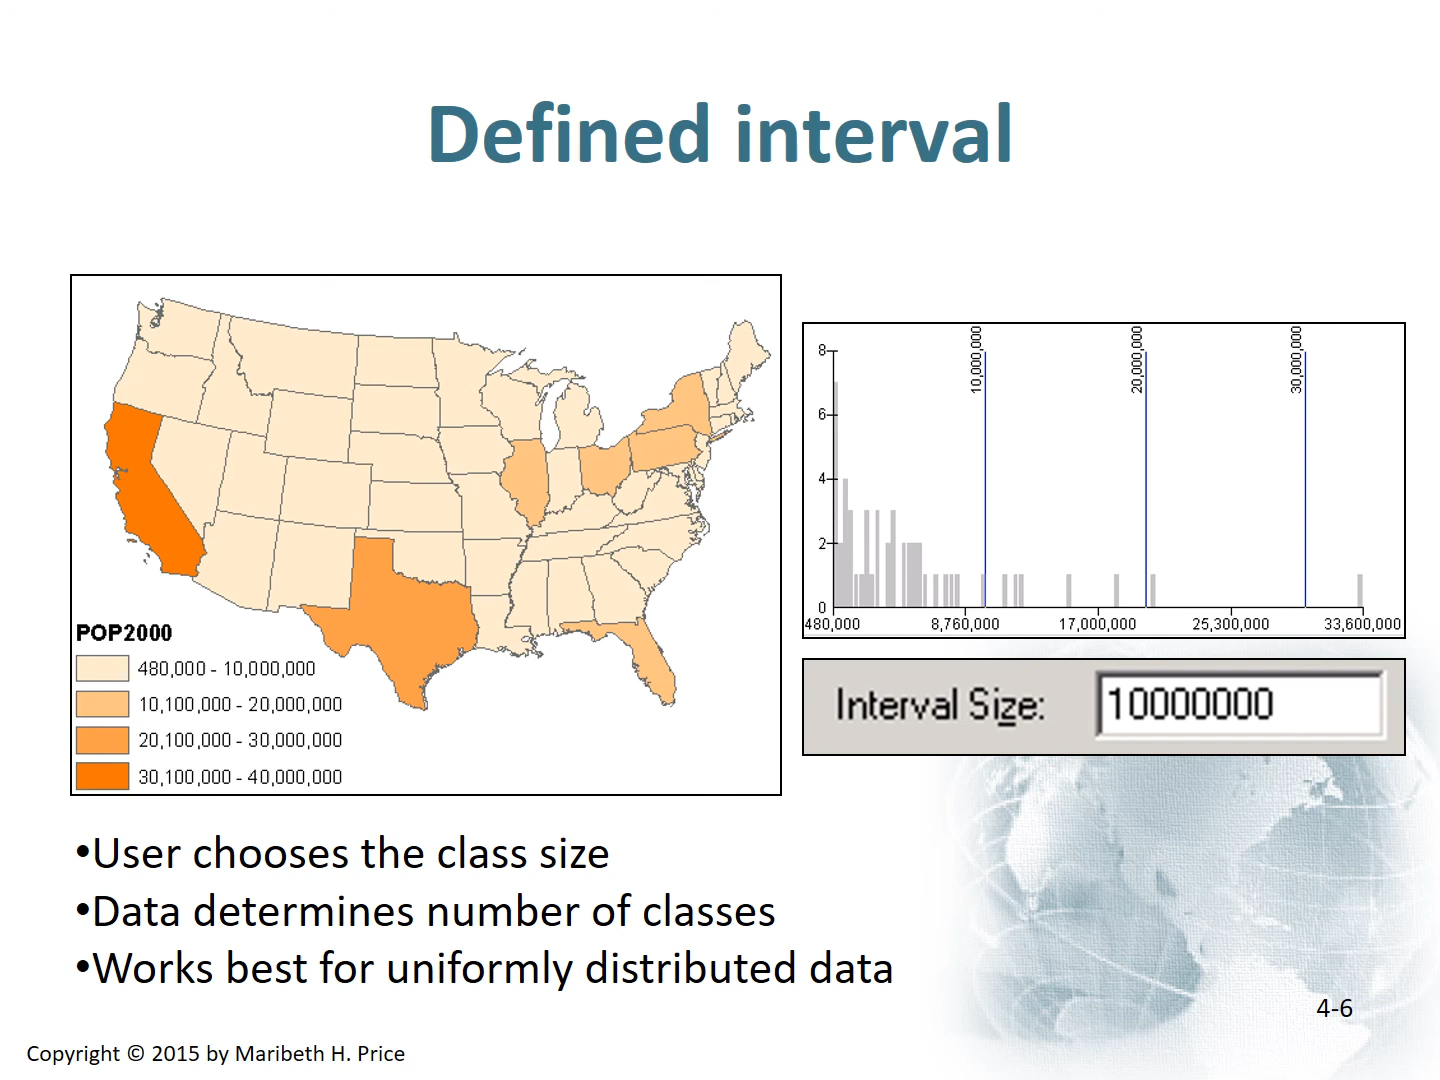 Defined interval
POP2000
480,000 - 10,000,000
10,100,000 - 20,000,000
20,100,000 - 30,000,000
30,100,000 - 40,000,000
10,000,000
20,000,000
30,000,000
8
6
4
2
0
480,000 8,760,000 17,000,000 25,300,000 33,600,000
Interval Size: 10000000
•User chooses the class size
•Data determines number of classes
•Works best for uniformly distributed data
4-6
Copyright © 2015 by Maribeth H. Price